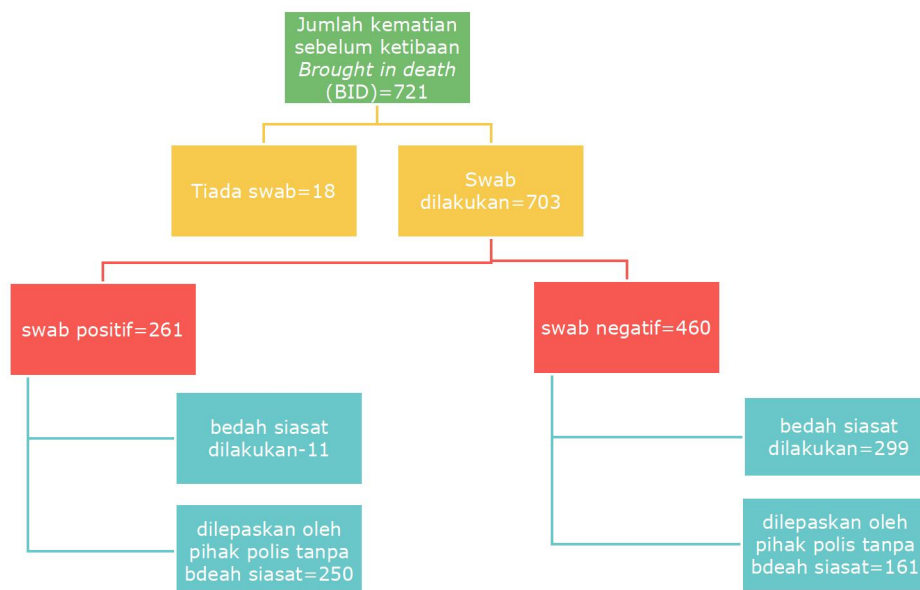 Jumlah kematian
sebelum ketibaan
Brought in death
(BID)=721
Tiada swab=18
Swab
dilakukan=703
swab positif=261
swab negatif=460
bedah siasat
dilakukan-11
bedah siasat
dilakukan=299
dilepaskan oleh
pihak polis tanpa
bdeah siasat=250
dilepaskan oleh
pihak polis tanpa
bdeah siasat=161